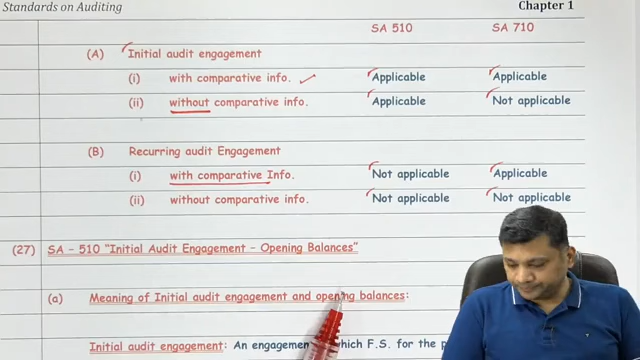 Standards on Auditing Chapter 1
SA 510 SA 710
(A) Initial audit engagement
(i) with comparative info. Applicable Applicable
(ii) without comparative info. Applicable Not applicable
(B) Recurring audit Engagement
(i) with comparative Info. Not applicable Applicable
(ii) without comparative info. Not applicable Not applicable
(27) SA – 510 “Initial Audit Engagement – Opening Balances”
(a) Meaning of Initial audit engagement and opening balances:
Initial audit engagement: An engagemen which F.S. for the p